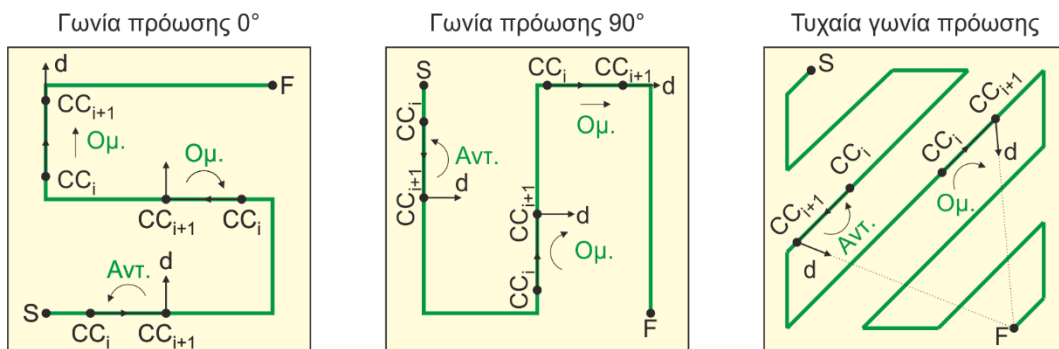 Γωνία πρόωσης 0°
d
CCᵢ₊₁
Ομ.
CCᵢ
F
Ομ.
CCᵢ₊₁
CCᵢ
Αντ.
d
S
CCᵢ
CCᵢ₊₁
Γωνία πρόωσης 90°
S
CCᵢ
Αντ.
CCᵢ₊₁
d
CCᵢ
CCᵢ₊₁
d
Ομ.
CCᵢ₊₁
d
Ομ.
CCᵢ
F
Τυχαία γωνία πρόωσης
S
CCᵢ₊₁
CCᵢ
d
Ομ.
CCᵢ
CCᵢ₊₁
Αντ.
d
F